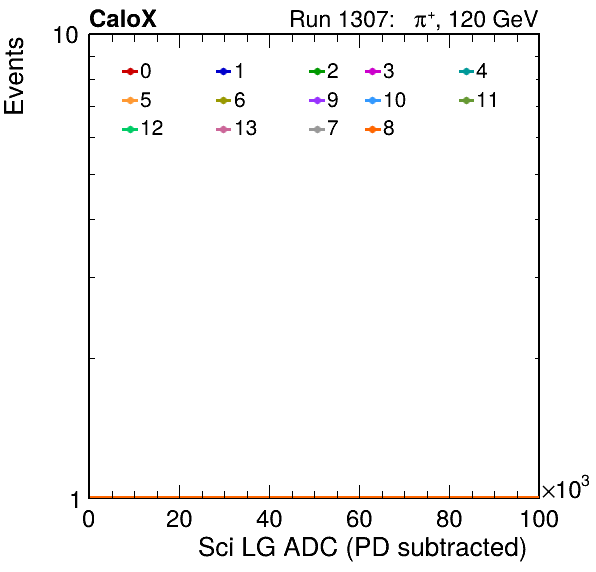 CaloX Run 1307: π⁺, 120 GeV
10
Events
0 1 2 3 4
5 6 9 10 11
12 13 7 8
1
0 20 40 60 80 100 ×10³
Sci LG ADC (PD subtracted)